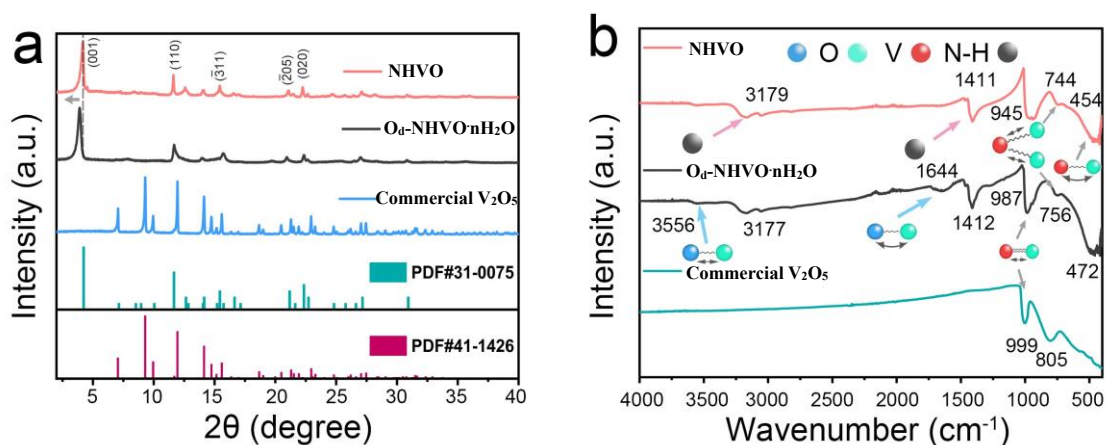 a
Intensity (a.u.)
(001)
(110)
(3̄11)
(2̄05)
(020)
NHVO
Od-NHVO·nH₂O
Commercial V₂O₅
PDF#31-0075
PDF#41-1426
5 10 15 20 25 30 35 40
2θ (degree)
b
Intensity (a.u.)
NHVO
O V N-H
3179
1411
744
945
454
Od-NHVO·nH₂O
1644
987
756
3556
3177
1412
472
Commercial V₂O₅
999
805
4000 3500 3000 2500 2000 1500 1000 400
Wavenumber (cm⁻¹)